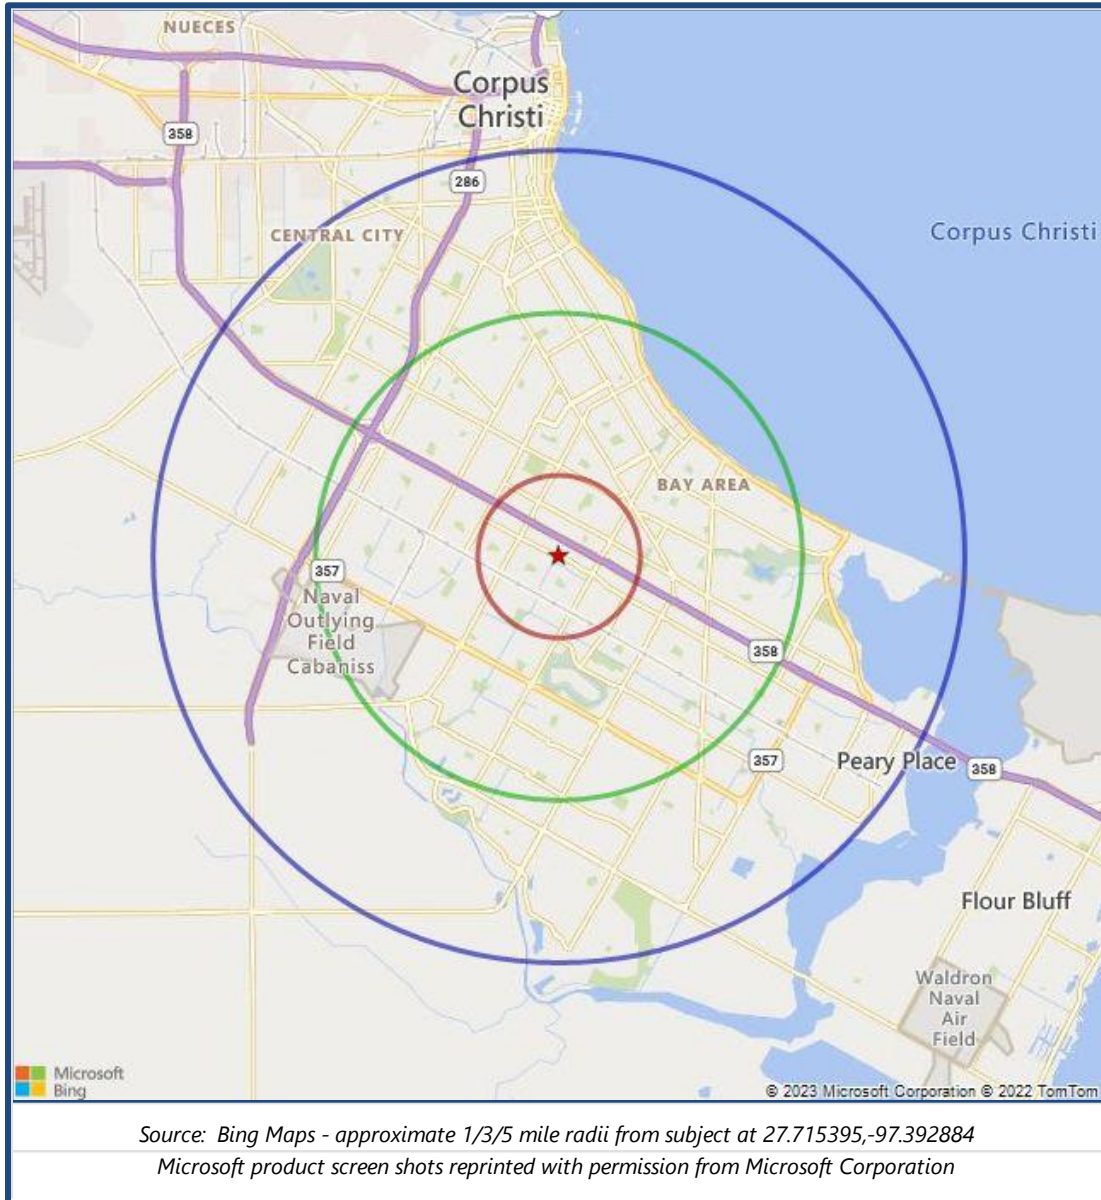 NUECES
Corpus
Christi
358
286
CENTRAL CITY
Corpus Christi
BAY AREA
357
Naval
Outlying
Field
Cabaniss
358
357
Peary Place
358
Flour Bluff
Waldron
Naval
Air
Field
Microsoft
Bing
© 2023 Microsoft Corporation © 2022 TomTom
Source: Bing Maps - approximate 1/3/5 mile radii from subject at 27.715395,-97.392884
Microsoft product screen shots reprinted with permission from Microsoft Corporation